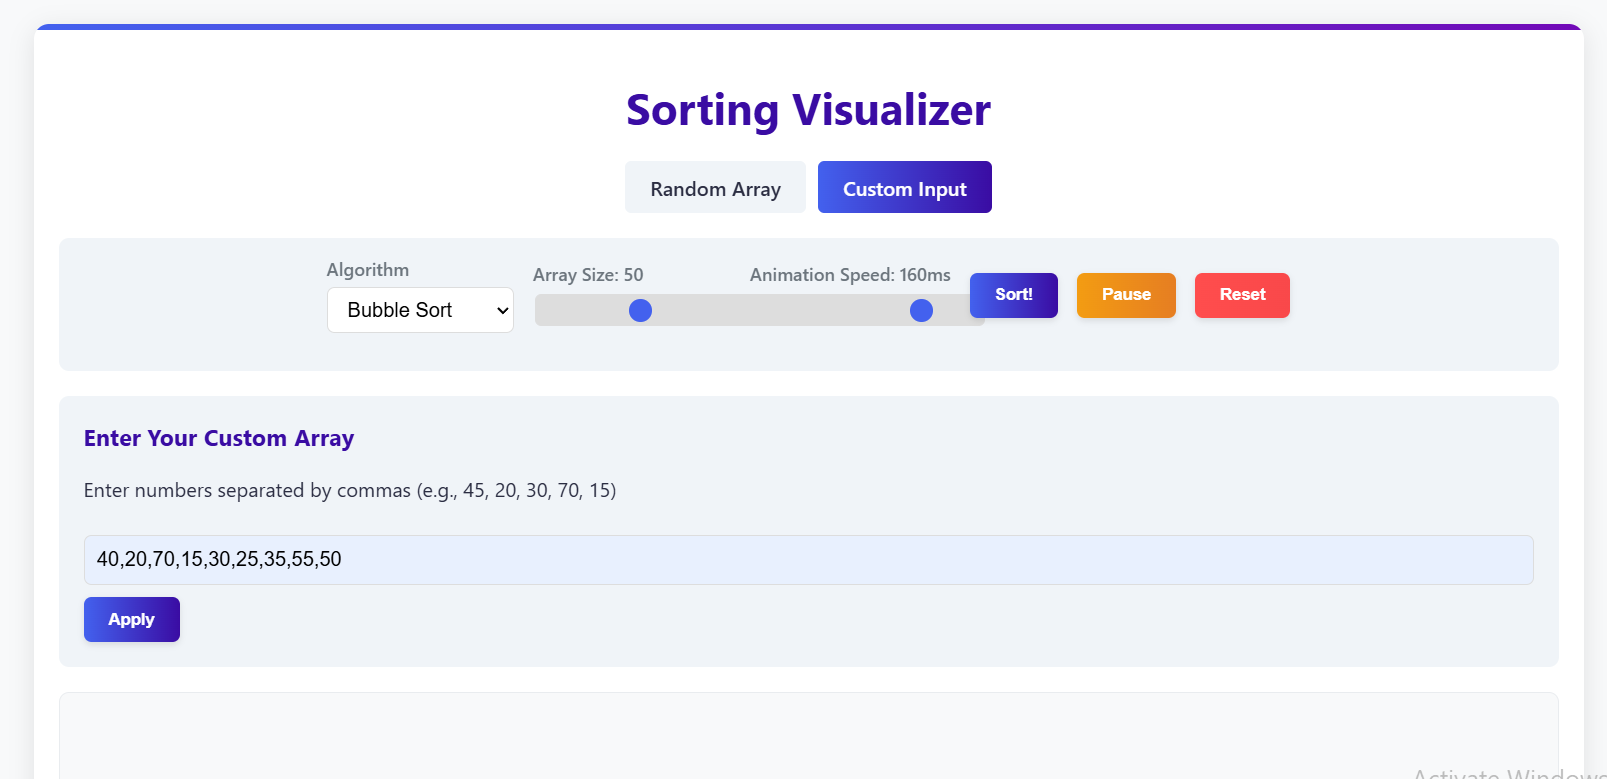 Sorting Visualizer
Random Array
Custom Input
Algorithm
Bubble Sort
Array Size: 50
Animation Speed: 160ms
Sort!
Pause
Reset
Enter Your Custom Array
Enter numbers separated by commas (e.g., 45, 20, 30, 70, 15)
40,20,70,15,30,25,35,55,50
Apply
Activate Windows